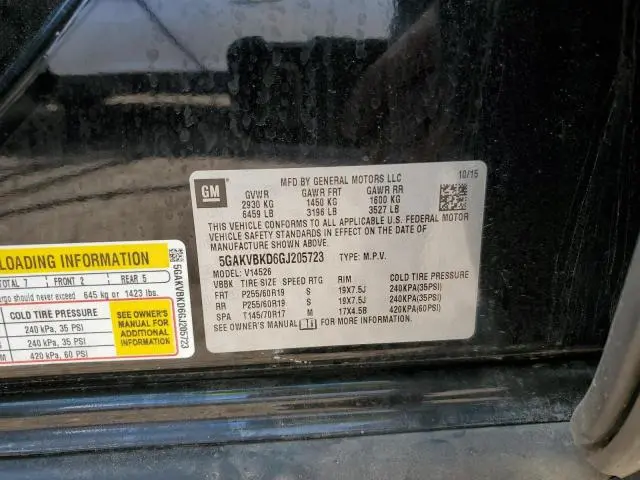 GM
MFD BY GENERAL MOTORS LLC
10/15
GVWR GAWR FRT GAWR RR
2930 KG 1450 KG 1600 KG
6459 LB 3196 LB 3527 LB
THIS VEHICLE CONFORMS TO ALL APPLICABLE U.S. FEDERAL MOTOR
VEHICLE SAFETY STANDARDS IN EFFECT ON THE DATE OF
MANUFACTURE SHOWN ABOVE.
5GAKVBKD6GJ205723 TYPE: M.P.V.
MODEL: V14526
VBBK TIRE SIZE SPEED RTG RIM COLD TIRE PRESSURE
FRT P255/60R19 S 19X7.5J 240KPA(35PSI)
RR P255/60R19 S 19X7.5J 240KPA(35PSI)
SPA T145/70R17 M 17X4.5B 420KPA(60PSI)
SEE OWNER'S MANUAL FOR MORE INFORMATION.
LOADING INFORMATION
TOTAL 7 FRONT 2 REAR 5
cargo should never exceed 645 kg or 1423 lbs.
COLD TIRE PRESSURE
240 kPa, 35 PSI
240 kPa, 35 PSI
420 kPa, 60 PSI
SEE OWNER'S
MANUAL FOR
ADDITIONAL
INFORMATION
5GAKVBKD6GJ205723